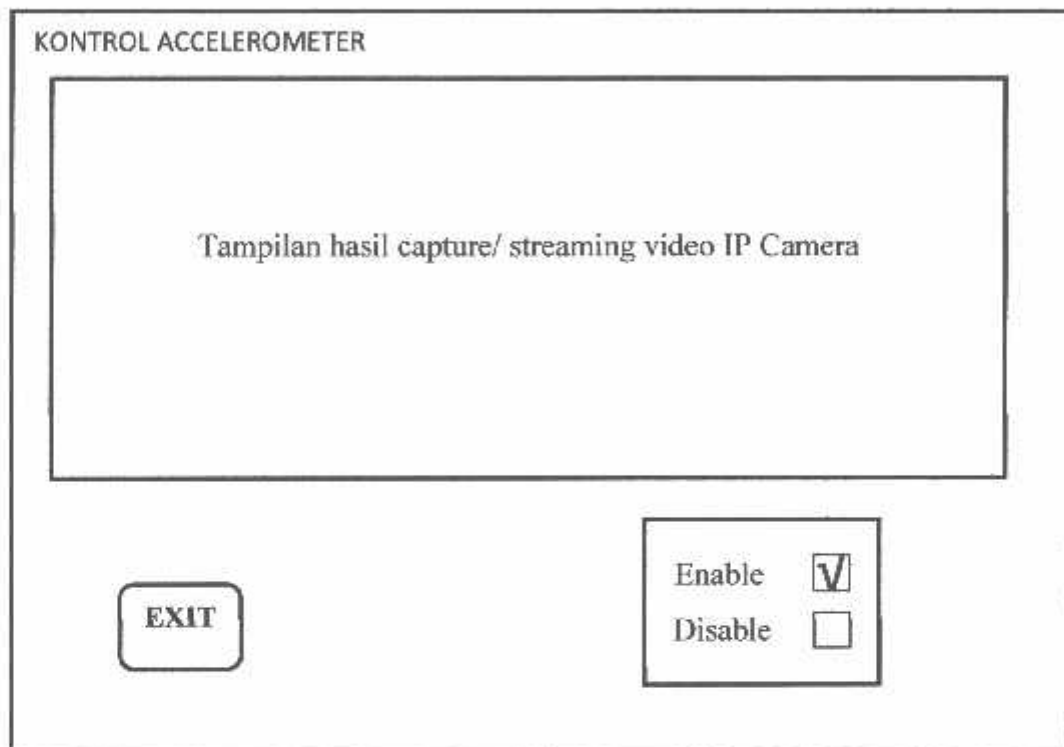 KONTROL ACCELEROMETER
Tampilan hasil capture/ streaming video IP Camera
EXIT
Enable √
Disable